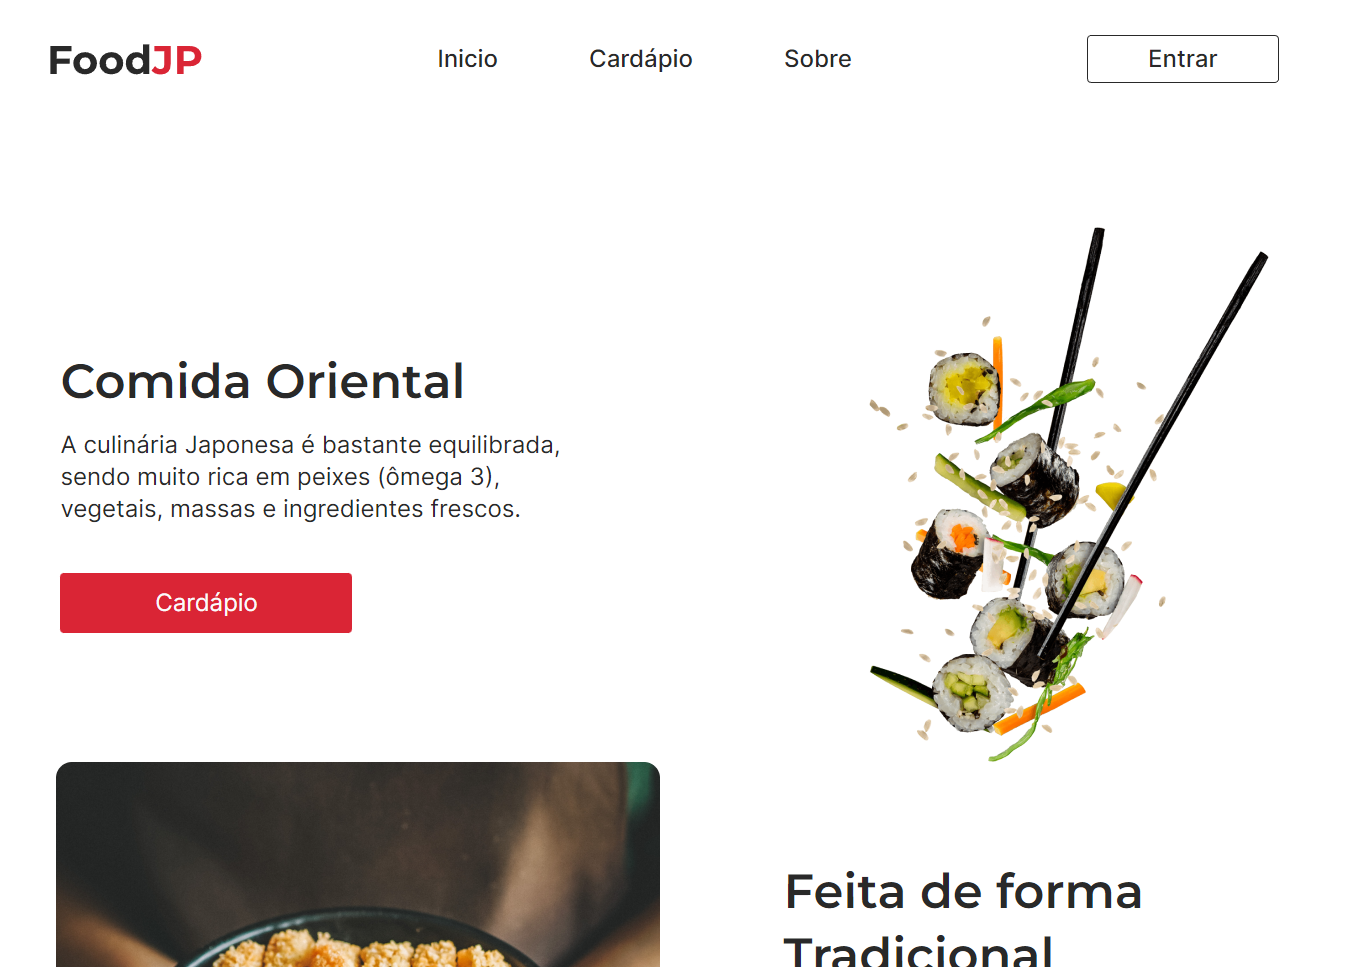 FoodJP
Inicio
Cardápio
Sobre
Entrar
Comida Oriental
A culinária Japonesa é bastante equilibrada,
sendo muito rica em peixes (ômega 3),
vegetais, massas e ingredientes frescos.
Cardápio
Feita de forma
Tradicional